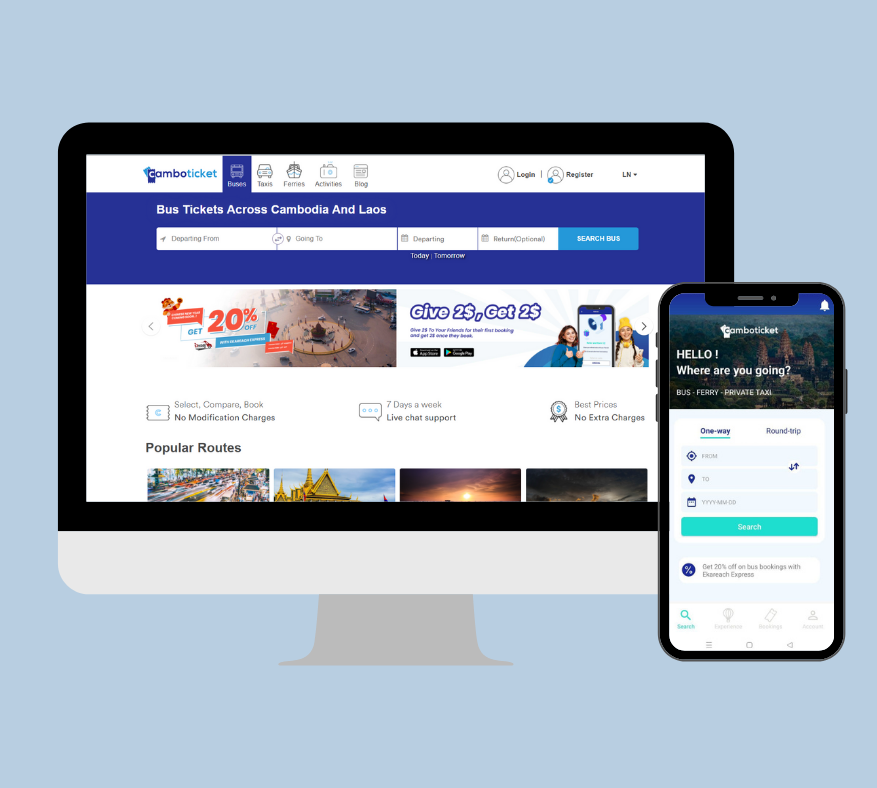 camboticket
Buses
Taxis
Ferries
Activities
Blog
Login | Register
LN
Bus Tickets Across Cambodia And Laos
Departing From
Going To
Departing
Return(Optional)
SEARCH BUS
Today | Tomorrow
GET 20% OFF
Give 2$, Get 2$
Give 2$ To Your Friends for their first booking
and get 2$ once they book.
App Store
Google Play
Select, Compare, Book
No Modification Charges
7 Days a week
Live chat support
Best Prices
No Extra Charges
Popular Routes
camboticket
HELLO !
Where are you going?
BUS - FERRY - PRIVATE TAXI
One-way
Round-trip
FROM
TO
YYYY-MM-DD
Search
Get 20% off on bus bookings with
Ekareach Express
Search
Experience
Bookings
Support